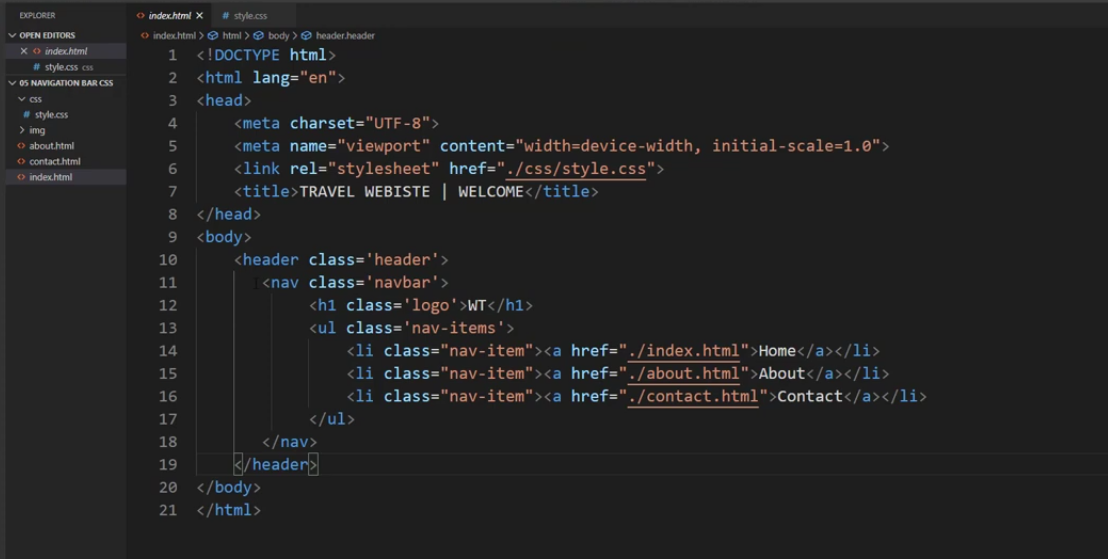 EXPLORER
OPEN EDITORS
index.html
style.css css
05 NAVIGATION BAR CSS
css
style.css
img
about.html
contact.html
index.html
index.html
style.css
index.html > html > body > header.header
1 <!DOCTYPE html>
2 <html lang="en">
3 <head>
4 <meta charset="UTF-8">
5 <meta name="viewport" content="width=device-width, initial-scale=1.0">
6 <link rel="stylesheet" href="./css/style.css">
7 <title>TRAVEL WEBISTE | WELCOME</title>
8 </head>
9 <body>
10 <header class='header'>
11 <nav class='navbar'>
12 <h1 class='logo'>WT</h1>
13 <ul class='nav-items'>
14 <li class="nav-item"><a href="./index.html">Home</a></li>
15 <li class="nav-item"><a href="./about.html">About</a></li>
16 <li class="nav-item"><a href="./contact.html">Contact</a></li>
17 </ul>
18 </nav>
19 </header>
20 </body>
21 </html>